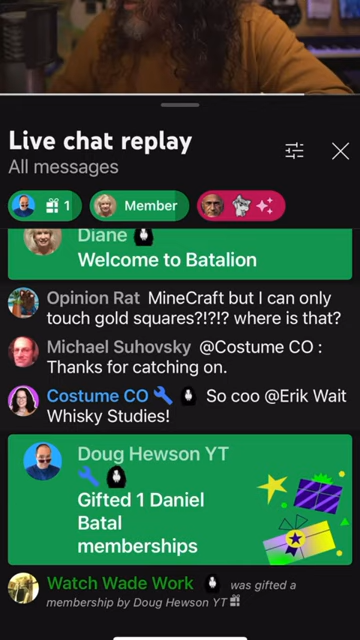 Live chat replay
All messages
1
Member
Diane
Welcome to Batalion
Opinion Rat MineCraft but I can only
touch gold squares?!?!? where is that?
Michael Suhovsky @Costume CO :
Thanks for catching on.
Costume CO So coo @Erik Wait
Whisky Studies!
Doug Hewson YT
Gifted 1 Daniel
Batal
memberships
Watch Wade Work was gifted a
membership by Doug Hewson YT